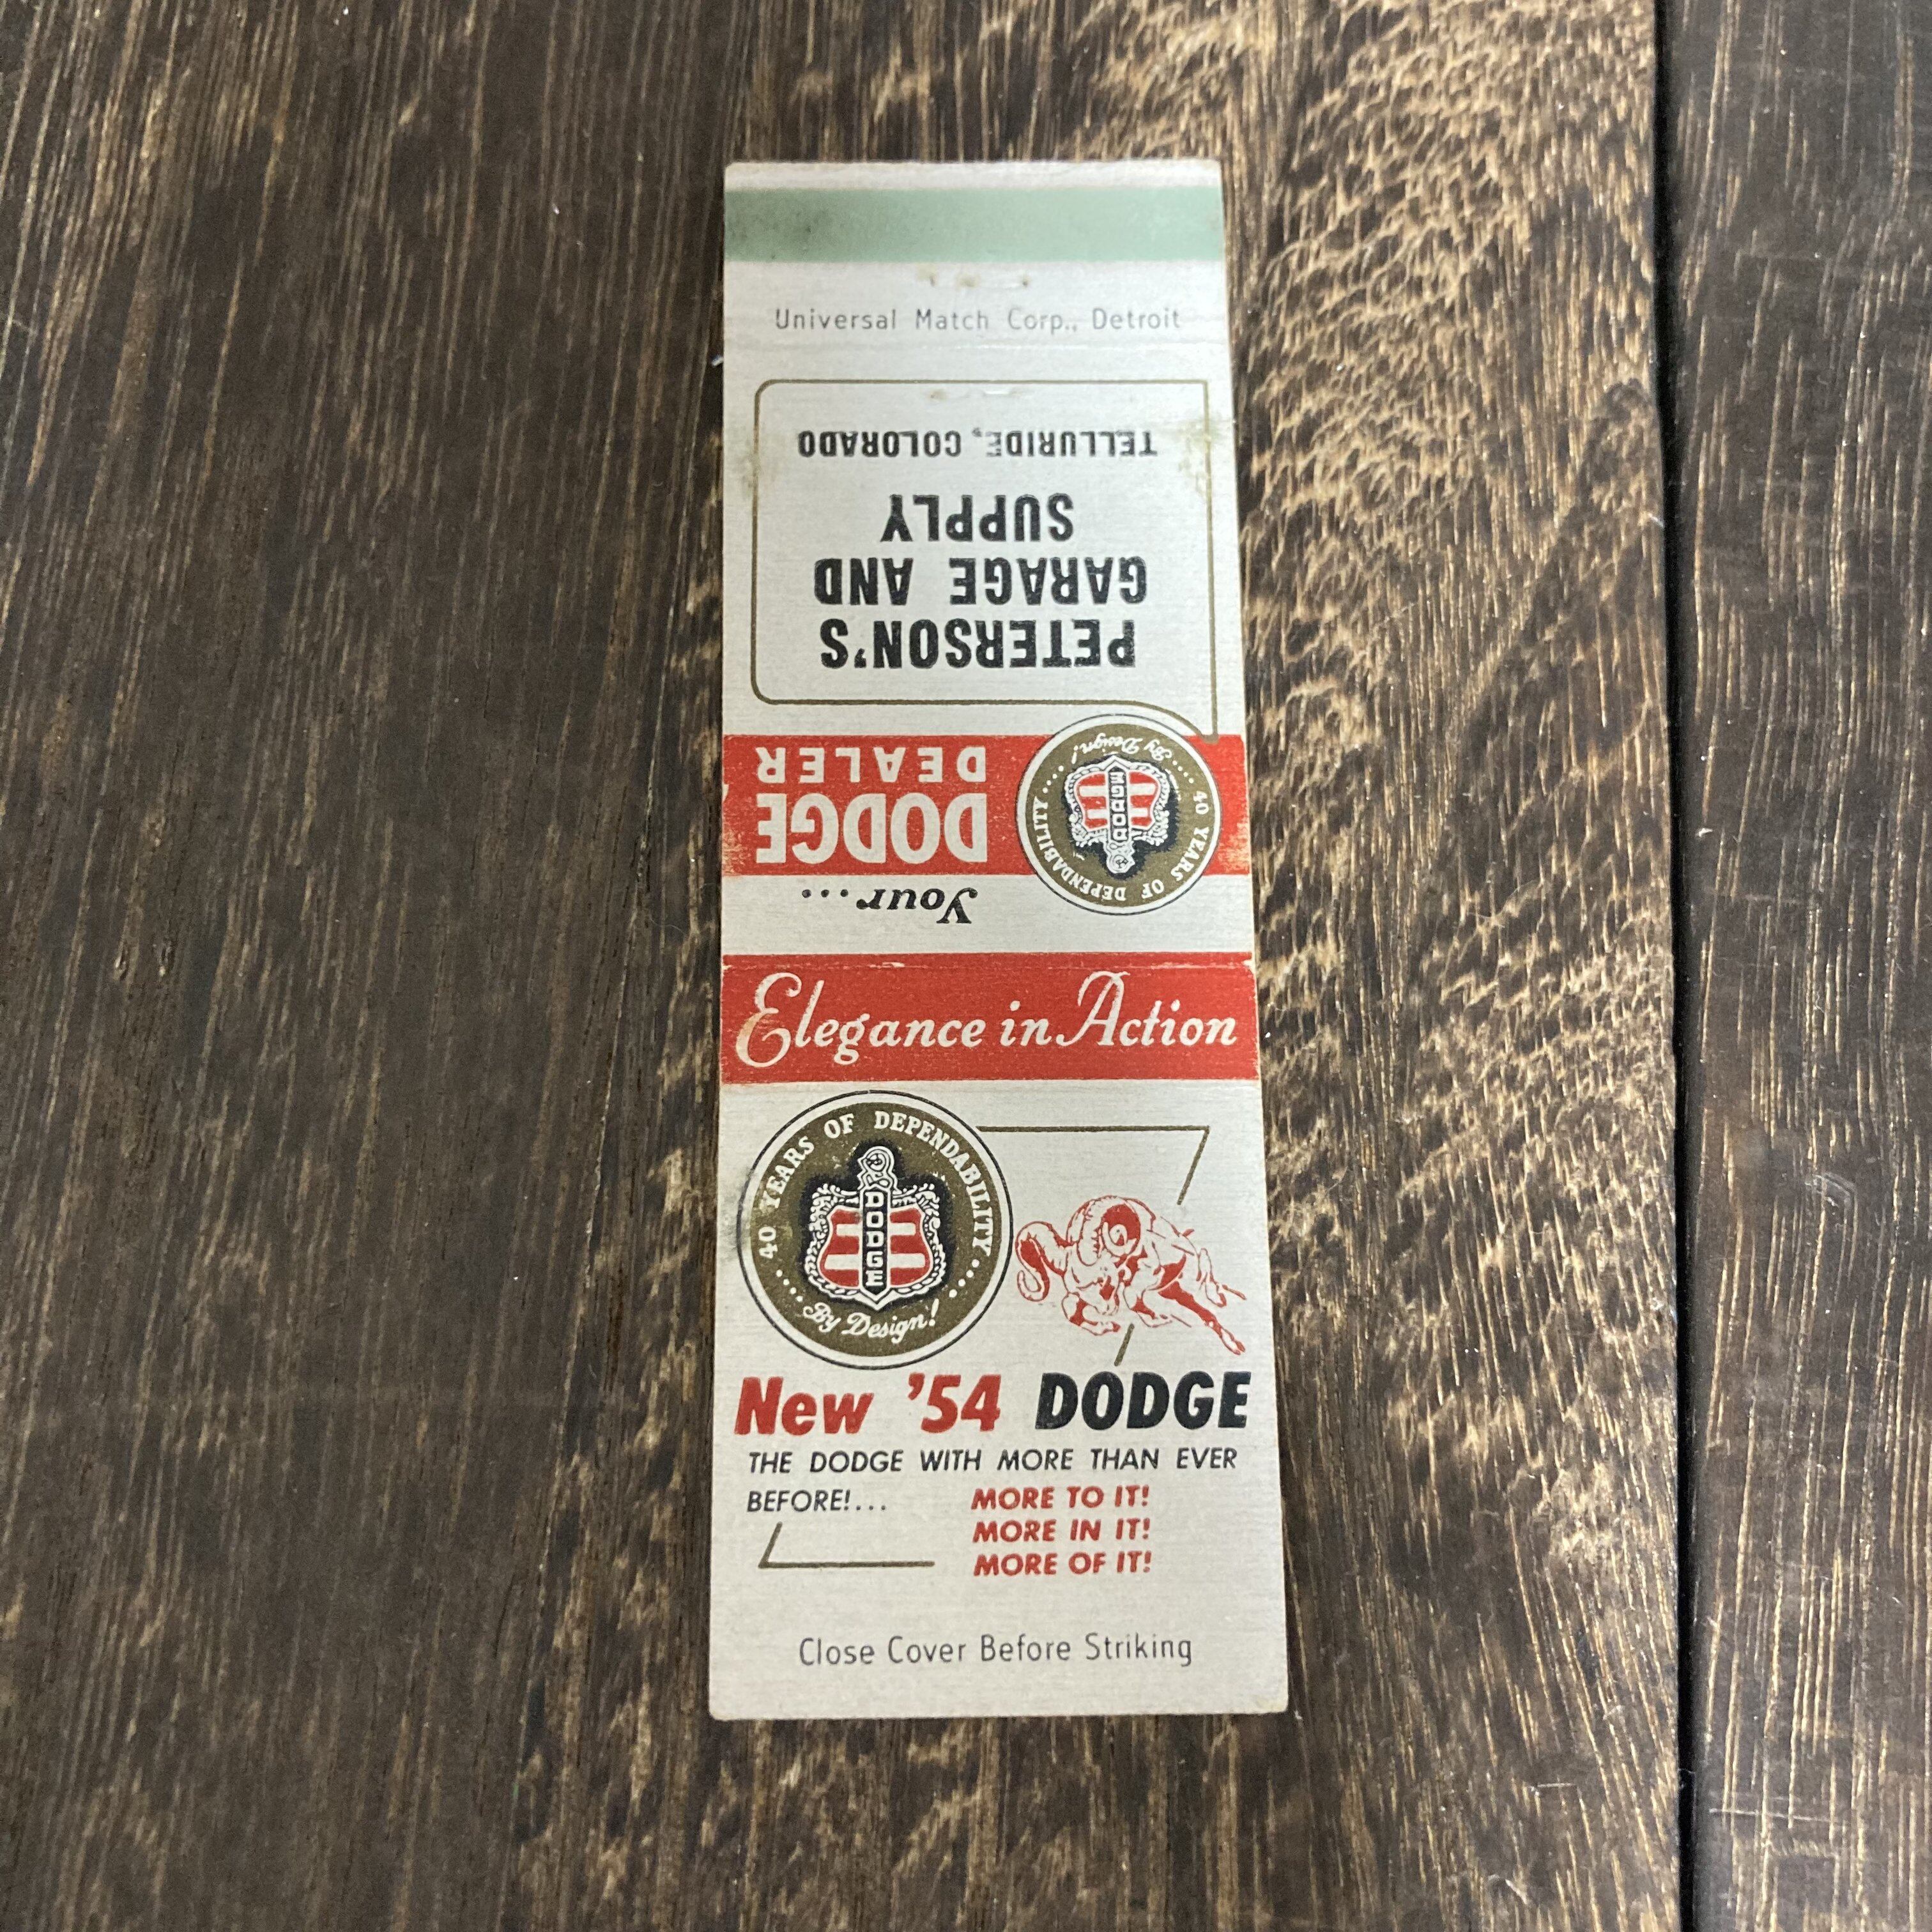 Universal Match Corp., Detroit
Your...
DODGE
DEALER
40 YEARS OF DEPENDABILITY
DODGE
By Design!
PETERSON'S
GARAGE AND
SUPPLY
TELLURIDE, COLORADO
Elegance in Action
40 YEARS OF DEPENDABILITY
DODGE
By Design!
New '54 DODGE
THE DODGE WITH MORE THAN EVER
BEFORE!... MORE TO IT!
MORE IN IT!
MORE OF IT!
Close Cover Before Striking